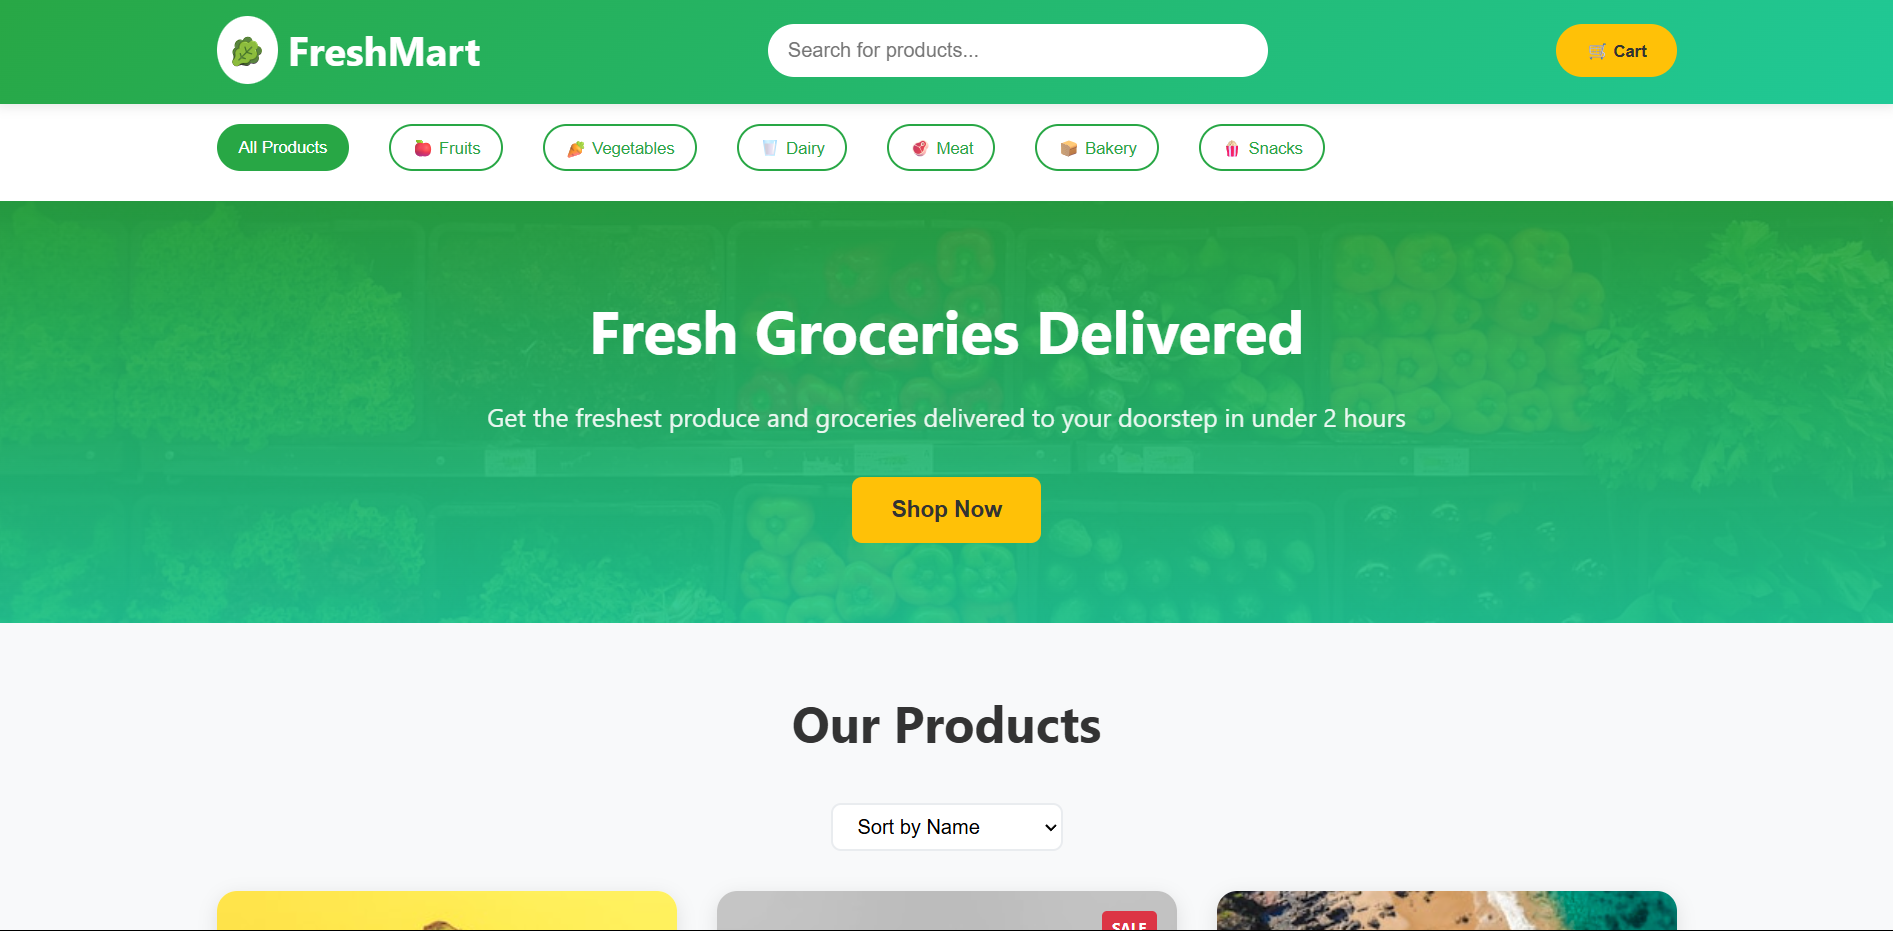 FreshMart
Search for products...
Cart
All Products
Fruits
Vegetables
Dairy
Meat
Bakery
Snacks
Fresh Groceries Delivered
Get the freshest produce and groceries delivered to your doorstep in under 2 hours
Shop Now
Our Products
Sort by Name
SALE